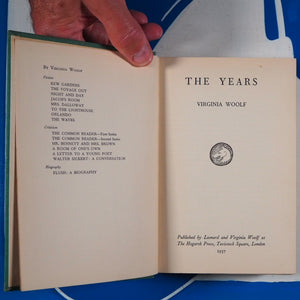 By Virginia Woolf
Fiction
KEW GARDENS
THE VOYAGE OUT
NIGHT AND DAY
JACOB'S ROOM
MRS. DALLOWAY
TO THE LIGHTHOUSE
ORLANDO
THE WAVES
Criticism
THE COMMON READER—First Series
THE COMMON READER—Second Series
MR. BENNETT AND MRS. BROWN
A ROOM OF ONE'S OWN
A LETTER TO A YOUNG POET
WALTER SICKERT: A CONVERSATION
Biography
FLUSH: A BIOGRAPHY
THE YEARS
VIRGINIA WOOLF
Published by Leonard and Virginia Woolf at
The Hogarth Press, Tavistock Square, London
1937